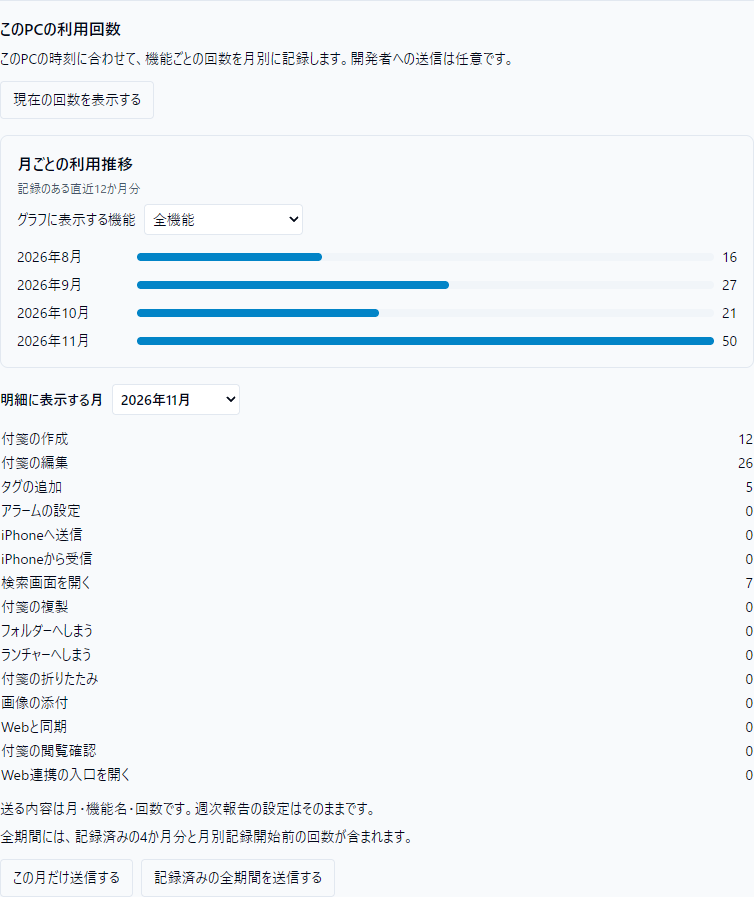 このPCの利用回数
このPCの時刻に合わせて、機能ごとの回数を月別に記録します。開発者への送信は任意です。
現在の回数を表示する
月ごとの利用推移
記録のある直近12か月分
グラフに表示する機能 全機能
2026年8月 16
2026年9月 27
2026年10月 21
2026年11月 50
明細に表示する月 2026年11月
付箋の作成 12
付箋の編集 26
タグの追加 5
アラームの設定 0
iPhoneへ送信 0
iPhoneから受信 0
検索画面を開く 7
付箋の複製 0
フォルダーへしまう 0
ランチャーへしまう 0
付箋の折りたたみ 0
画像の添付 0
Webと同期 0
付箋の閲覧確認 0
Web連携の入口を開く 0
送る内容は月・機能名・回数です。週次報告の設定はそのままです。
全期間には、記録済みの4か月分と月別記録開始前の回数が含まれます。
この月だけ送信する 記録済みの全期間を送信する